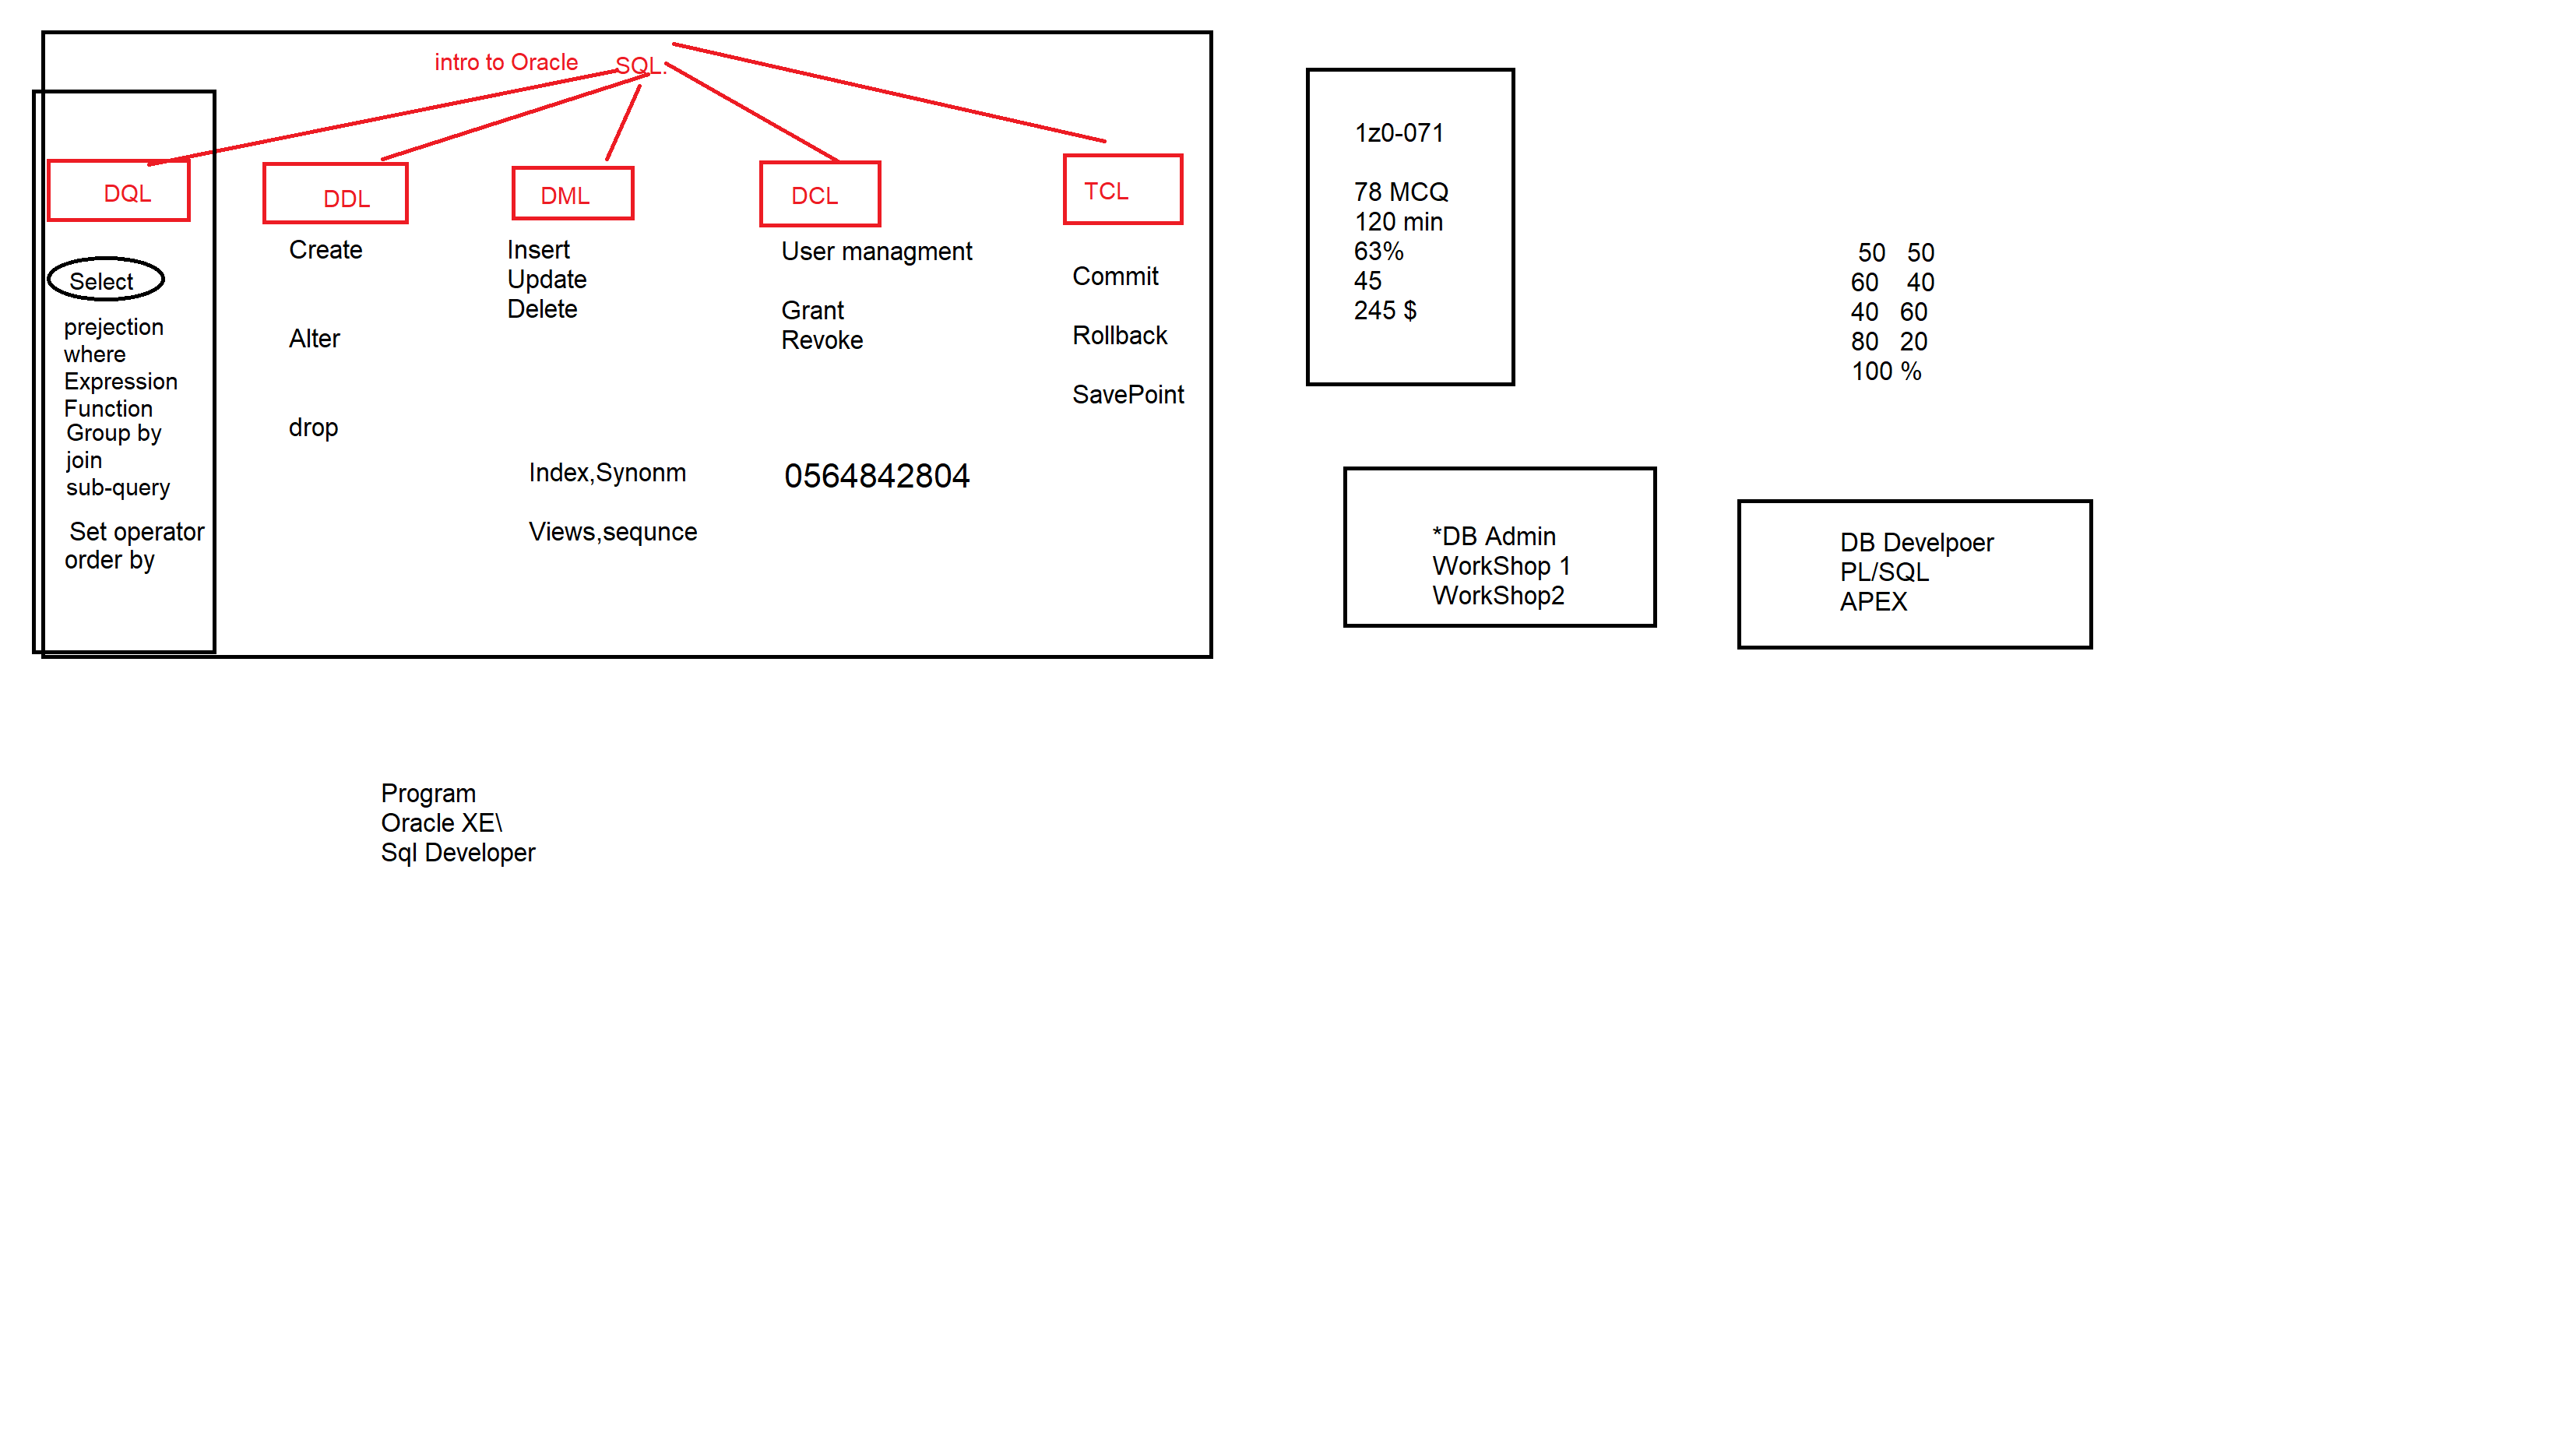 intro to Oracle SQL.
DQL
Select
prejection
where
Expression
Function
Group by
join
sub-query
Set operator
order by
DDL
Create
Alter
drop
DML
Insert
Update
Delete
Index,Synonm
Views,sequnce
DCL
User managment
Grant
Revoke
0564842804
TCL
Commit
Rollback
SavePoint
1z0-071
78 MCQ
120 min
63%
45
245 $
50 50
60 40
40 60
80 20
100 %
*DB Admin
WorkShop 1
WorkShop2
DB Develpoer
PL/SQL
APEX
Program
Oracle XE\
Sql Developer